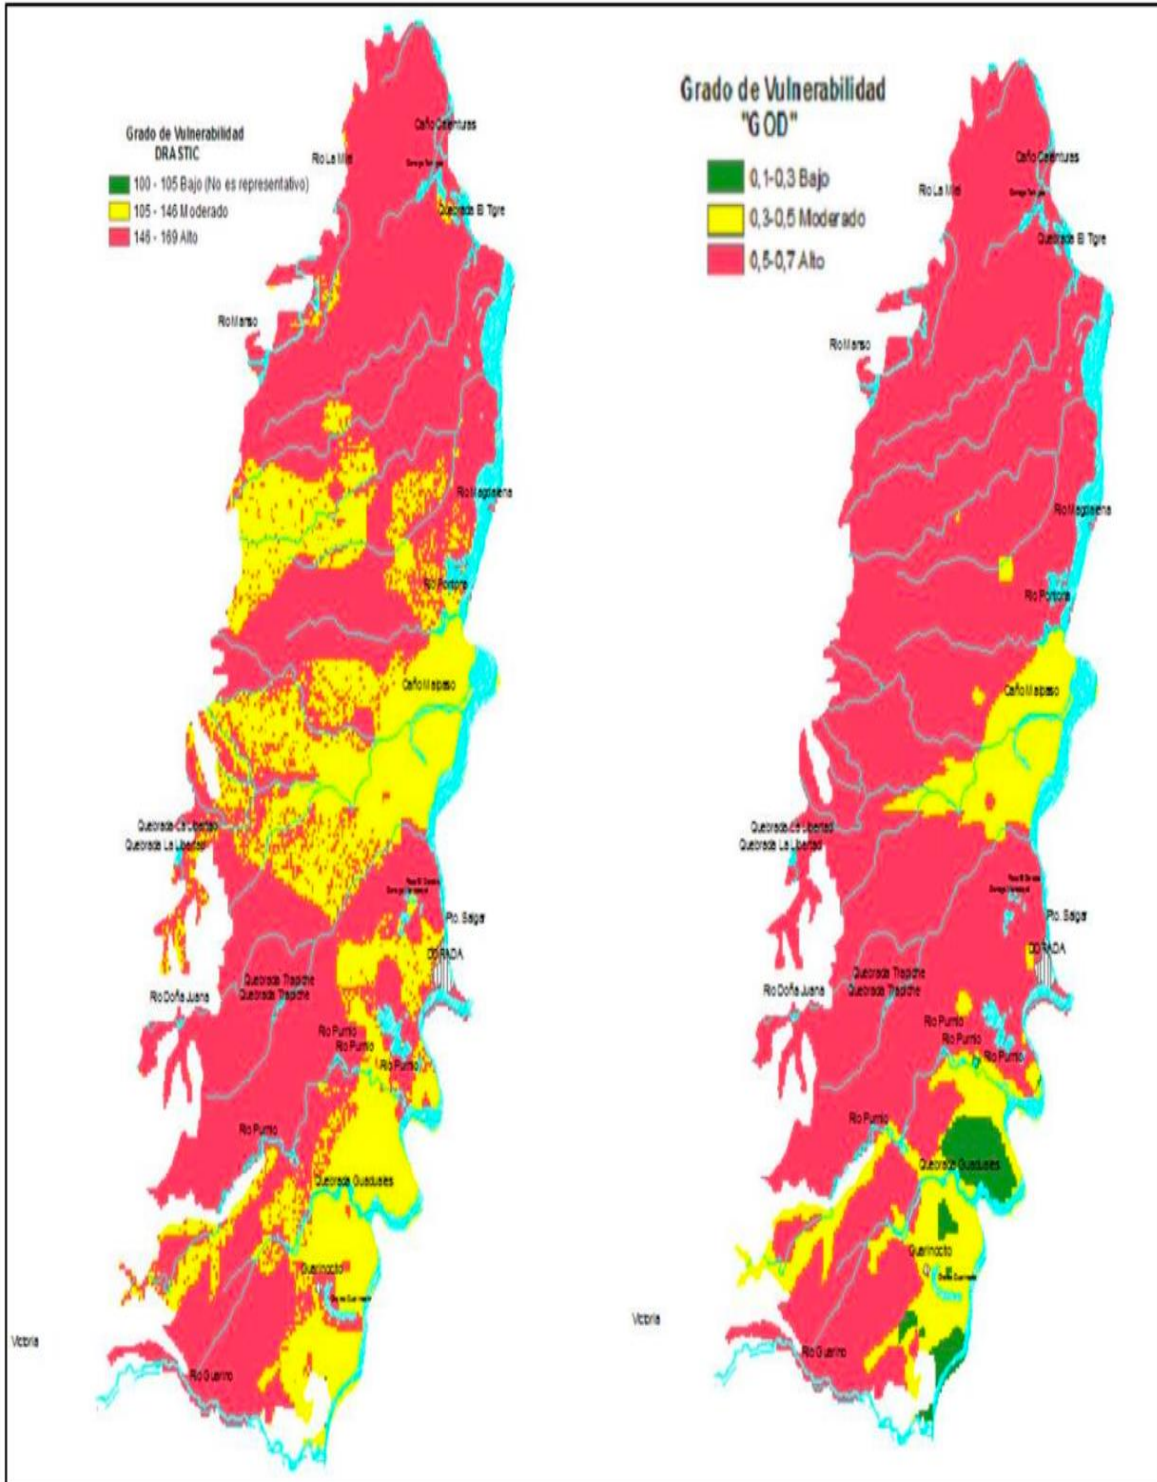 Grado de Vulnerabilidad
DRASTIC
100 - 105 Bajo (No es representativo)
105 - 146 Moderado
146 - 169 Alto
Caño Calenturas
Rio La Miel
Quebrada El Tigre
Rio Manso
Rio Magdalena
Rio Pontona
Caño Malpaso
Quebrada La Libertad
Quebrada La Libertad
Pto. Salgar
DORADA
Quebrada Trapiche
Quebrada Trapiche
Rio Doña Juana
Rio Purnio
Rio Purnio
Rio Purnio
Rio Purnio
Quebrada Guaduales
Guarinocito
Victoria
Rio Guarino
Grado de Vulnerabilidad
"GOD"
0,1-0,3 Bajo
0,3-0,5 Moderado
0,5-0,7 Alto
Caño Calenturas
Rio La Miel
Quebrada El Tigre
Rio Manso
Rio Magdalena
Rio Pontona
Caño Malpaso
Quebrada La Libertad
Quebrada La Libertad
Pto. Salgar
DORADA
Quebrada Trapiche
Quebrada Trapiche
Rio Doña Juana
Rio Purnio
Rio Purnio
Rio Purnio
Rio Purnio
Quebrada Guaduales
Guarinocito
Victoria
Rio Guarino